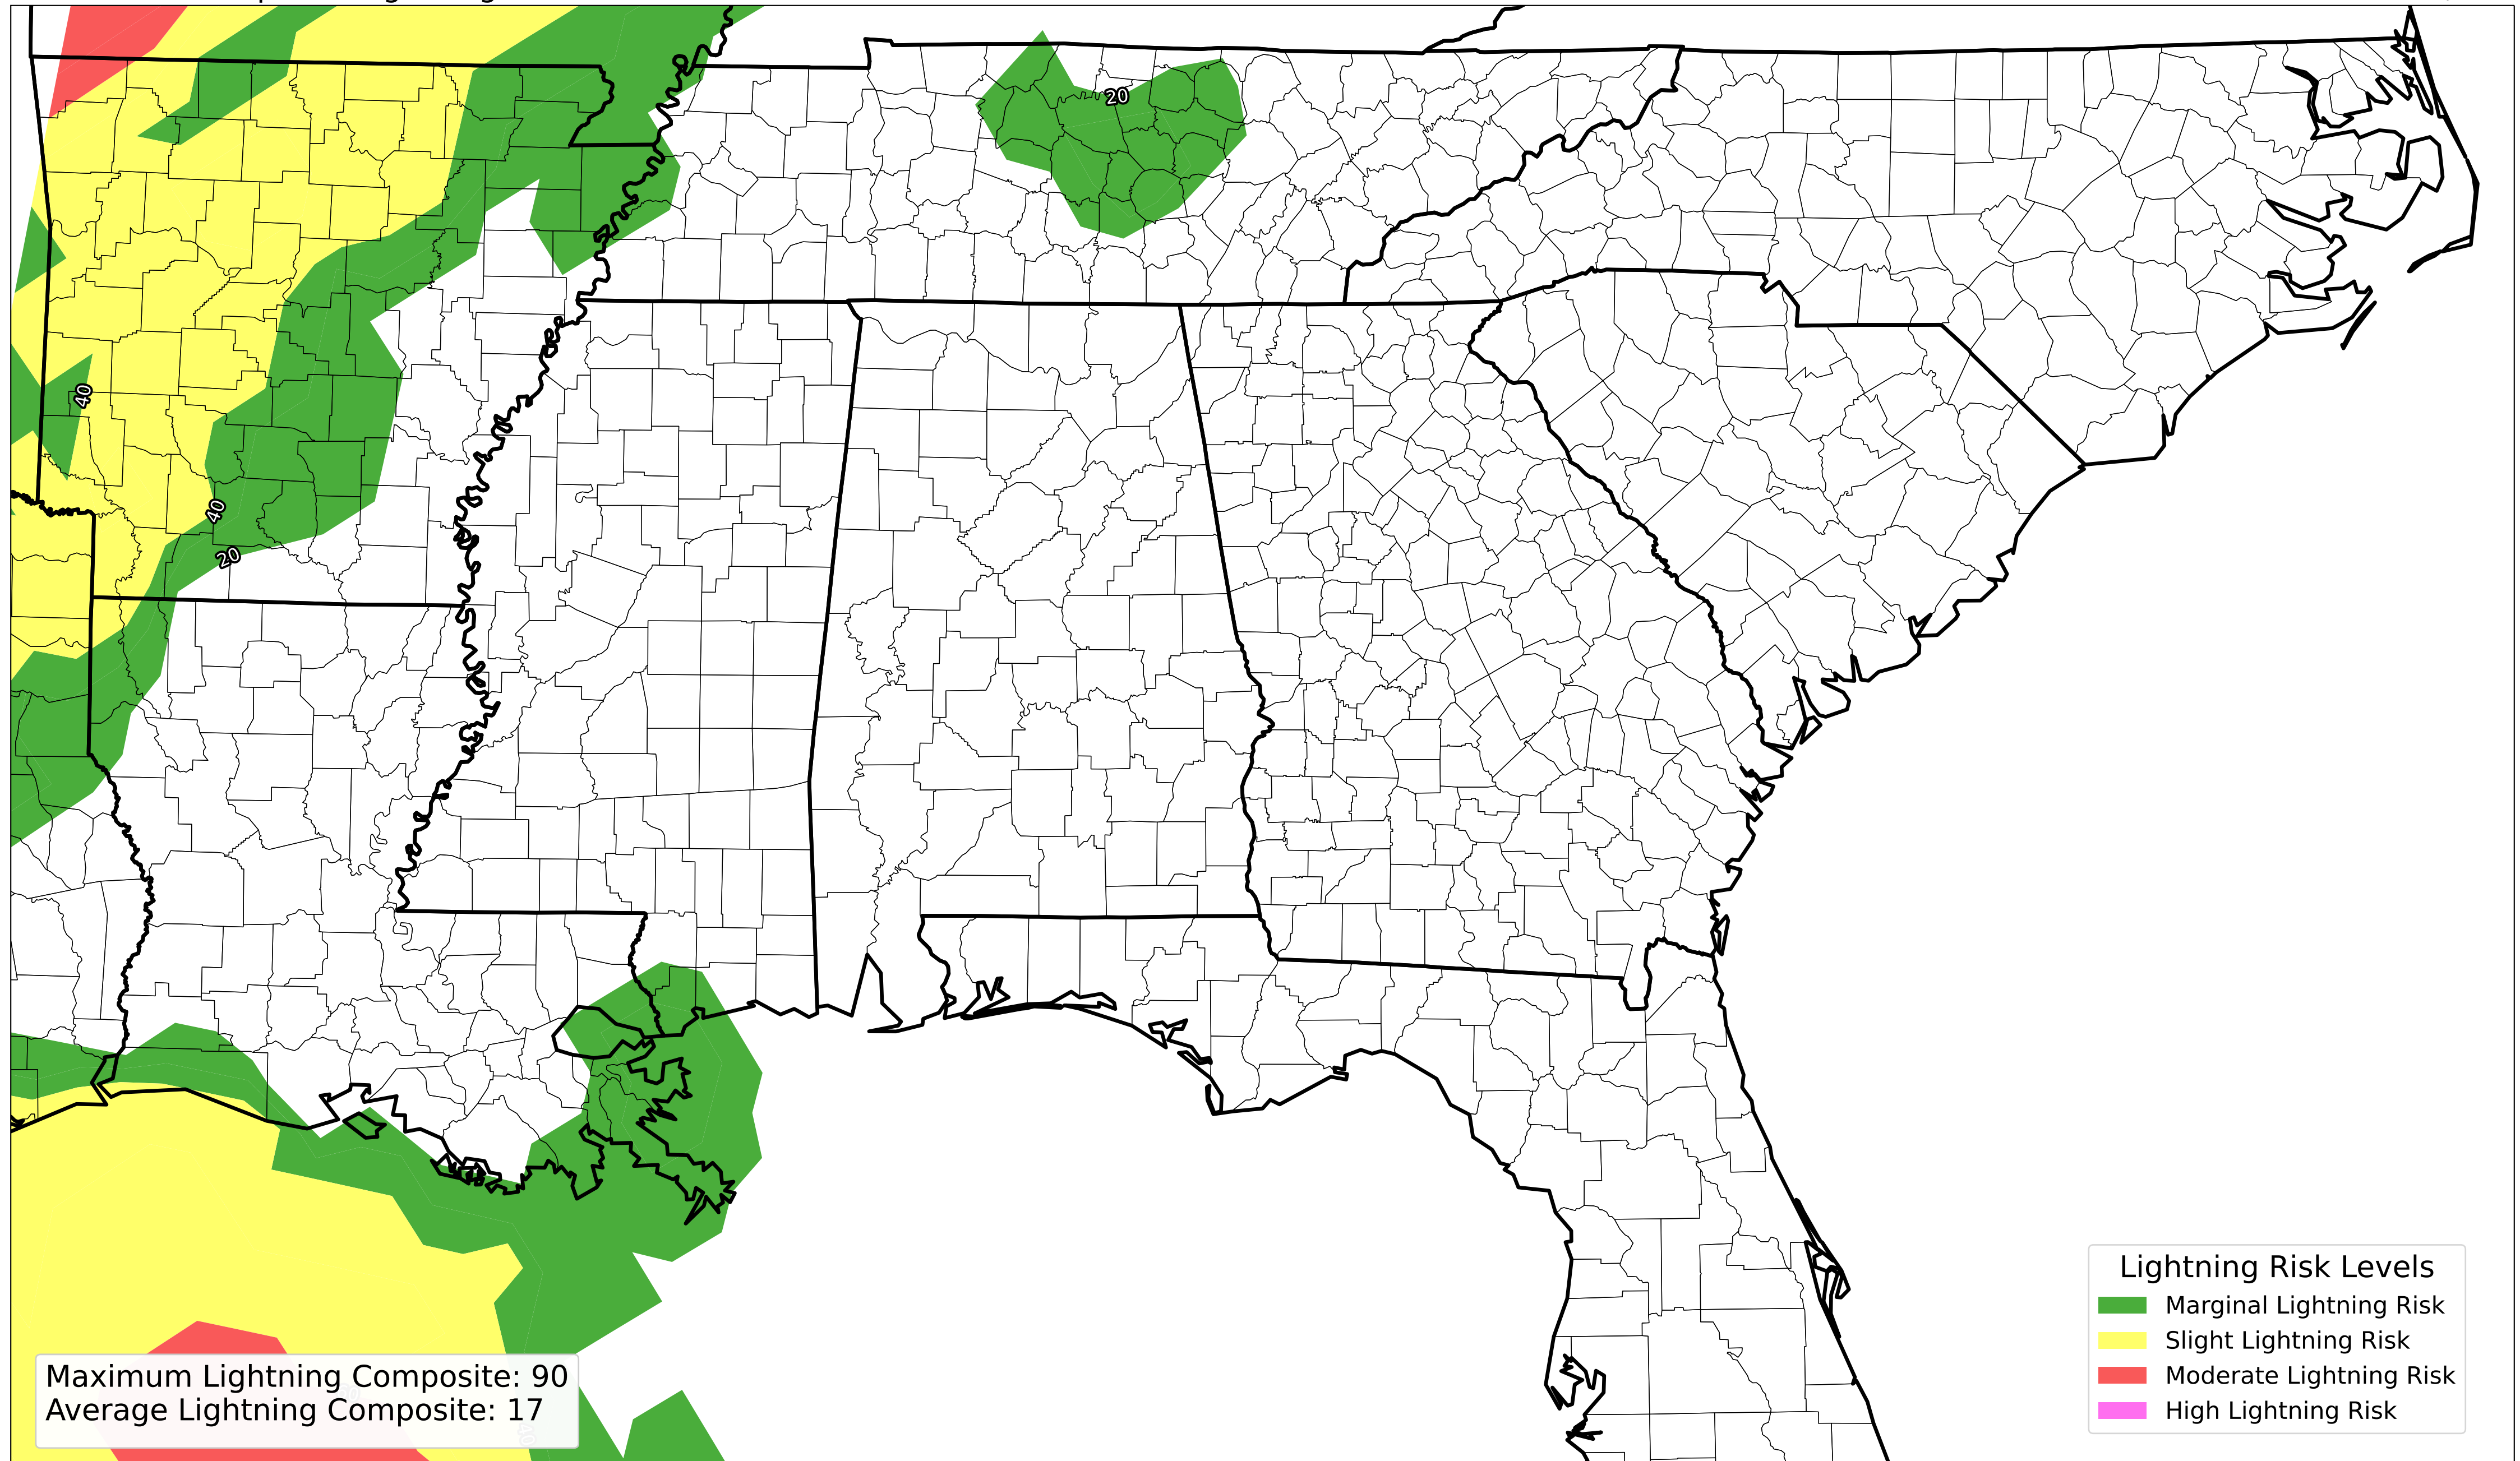 20
40
40
20
Lightning Risk Levels
Marginal Lightning Risk
Slight Lightning Risk
Moderate Lightning Risk
High Lightning Risk
Maximum Lightning Composite: 90
Average Lightning Composite: 17